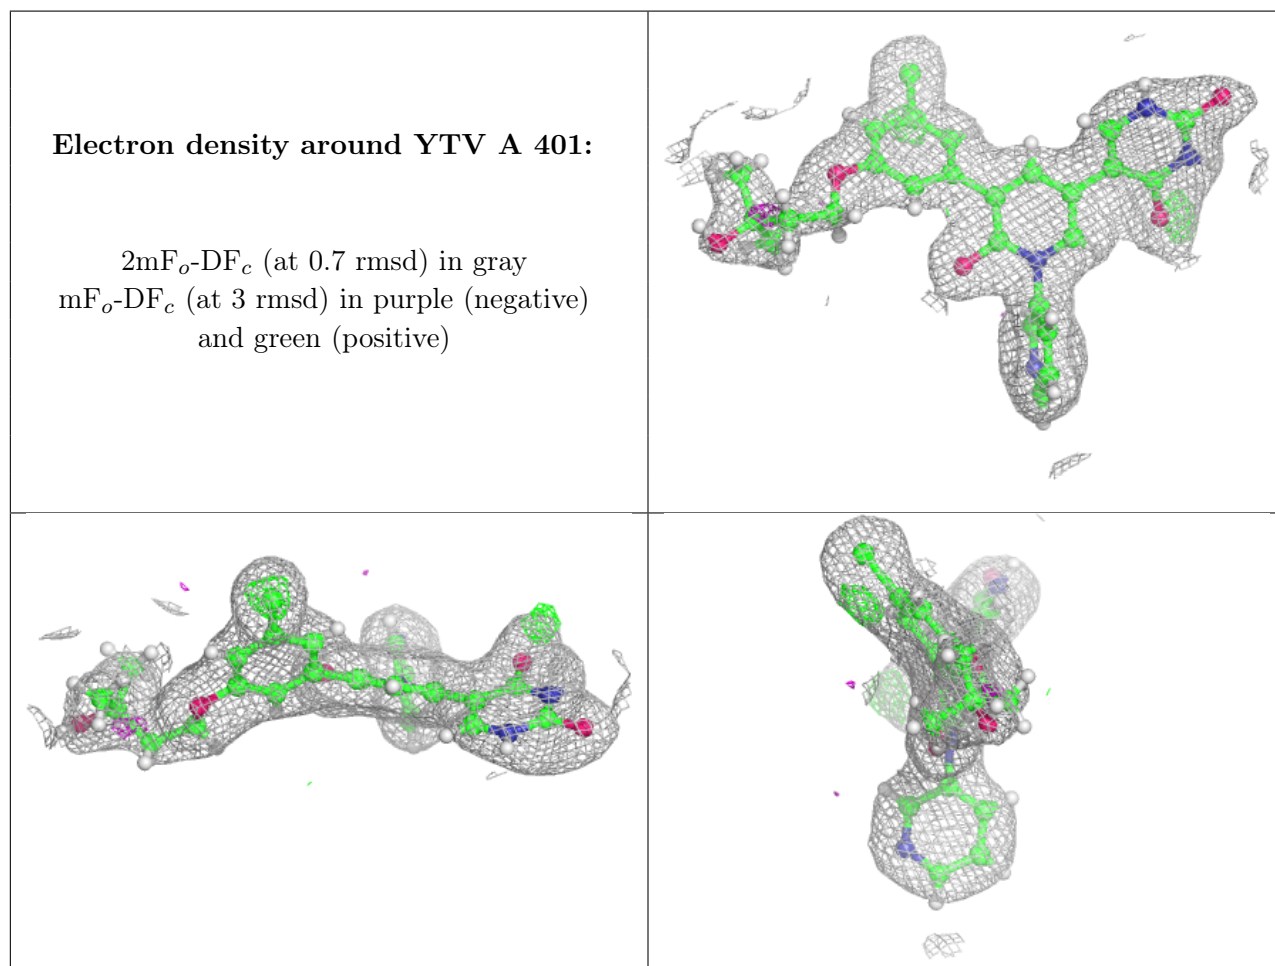 Electron density around YTV A 401:
2mFo-DFc (at 0.7 rmsd) in gray
mFo-DFc (at 3 rmsd) in purple (negative)
and green (positive)